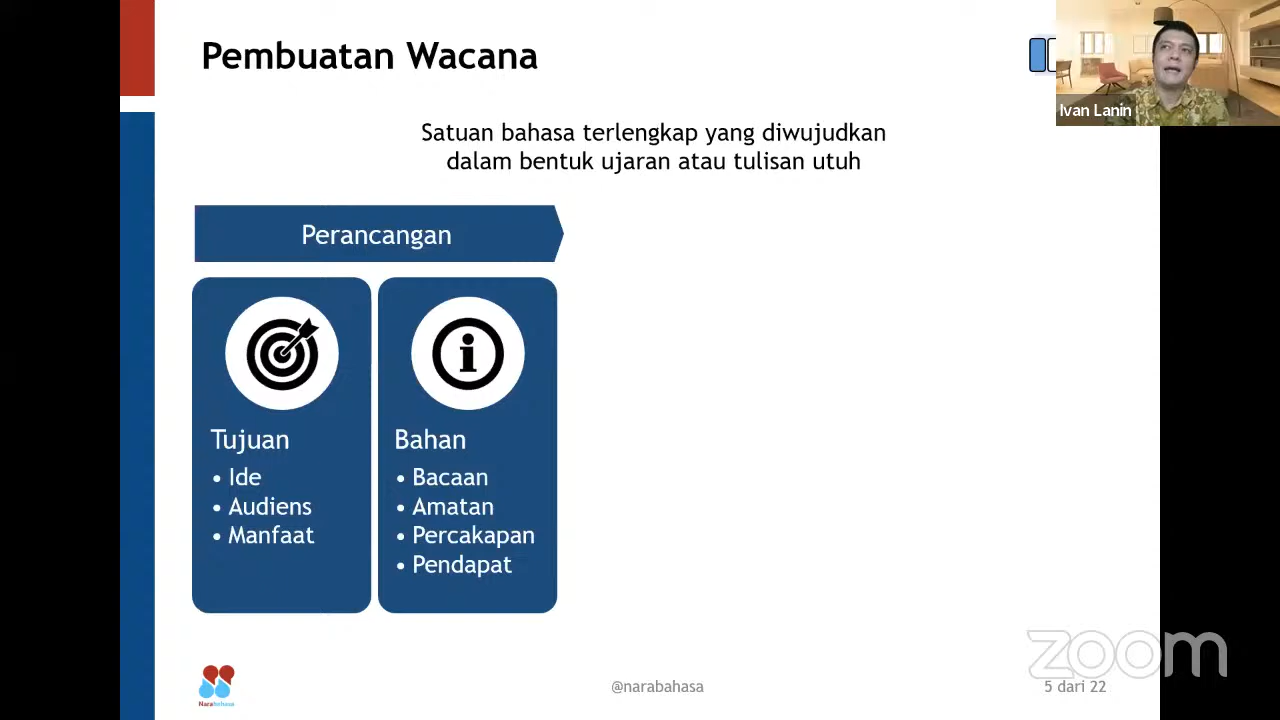 Pembuatan Wacana
Ivan Lanin
Satuan bahasa terlengkap yang diwujudkan
dalam bentuk ujaran atau tulisan utuh
Perancangan
Tujuan
• Ide
• Audiens
• Manfaat
Bahan
• Bacaan
• Amatan
• Percakapan
• Pendapat
Narabahasa
@narabahasa
5 dari 22
zoom